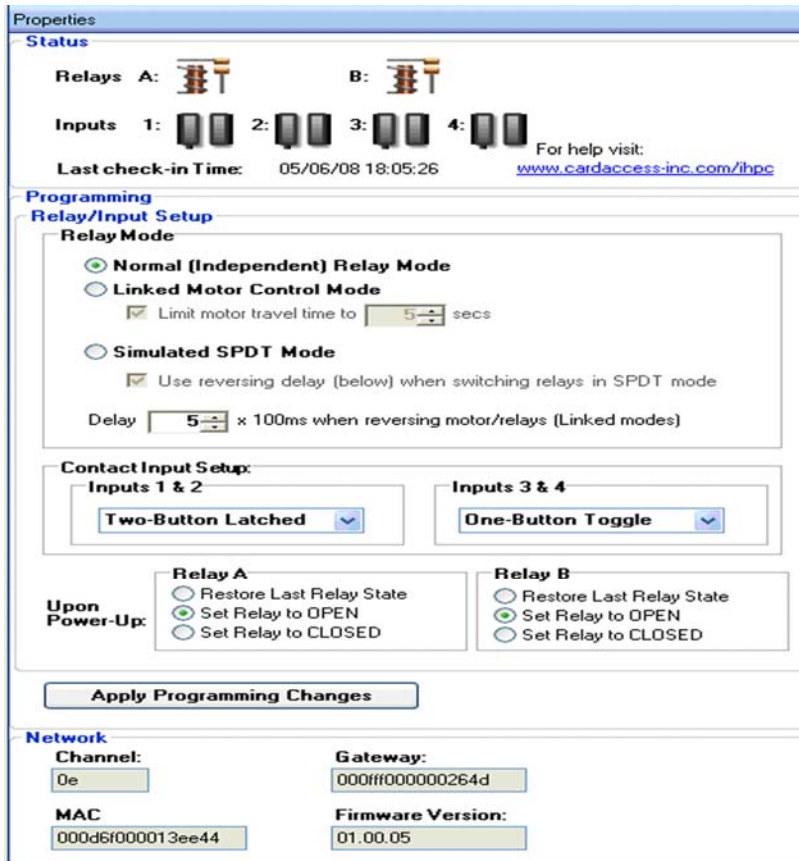 Properties
Status
Relays A: B:
Inputs 1: 2: 3: 4:
For help visit:
Last check-in Time: 05/06/08 18:05:26 www.cardaccess-inc.com/ihpc
Programming
Relay/Input Setup
Relay Mode
Normal (Independent) Relay Mode
Linked Motor Control Mode
Limit motor travel time to 5 secs
Simulated SPDT Mode
Use reversing delay (below) when switching relays in SPDT mode
Delay 5 x 100ms when reversing motor/relays (Linked modes)
Contact Input Setup:
Inputs 1 & 2 Inputs 3 & 4
Two-Button Latched One-Button Toggle
Relay A Relay B
Upon Power-Up:
Restore Last Relay State Restore Last Relay State
Set Relay to OPEN Set Relay to OPEN
Set Relay to CLOSED Set Relay to CLOSED
Apply Programming Changes
Network
Channel: Gateway:
0e 000fff000000264d
MAC Firmware Version:
000d6f000013ee44 01.00.05